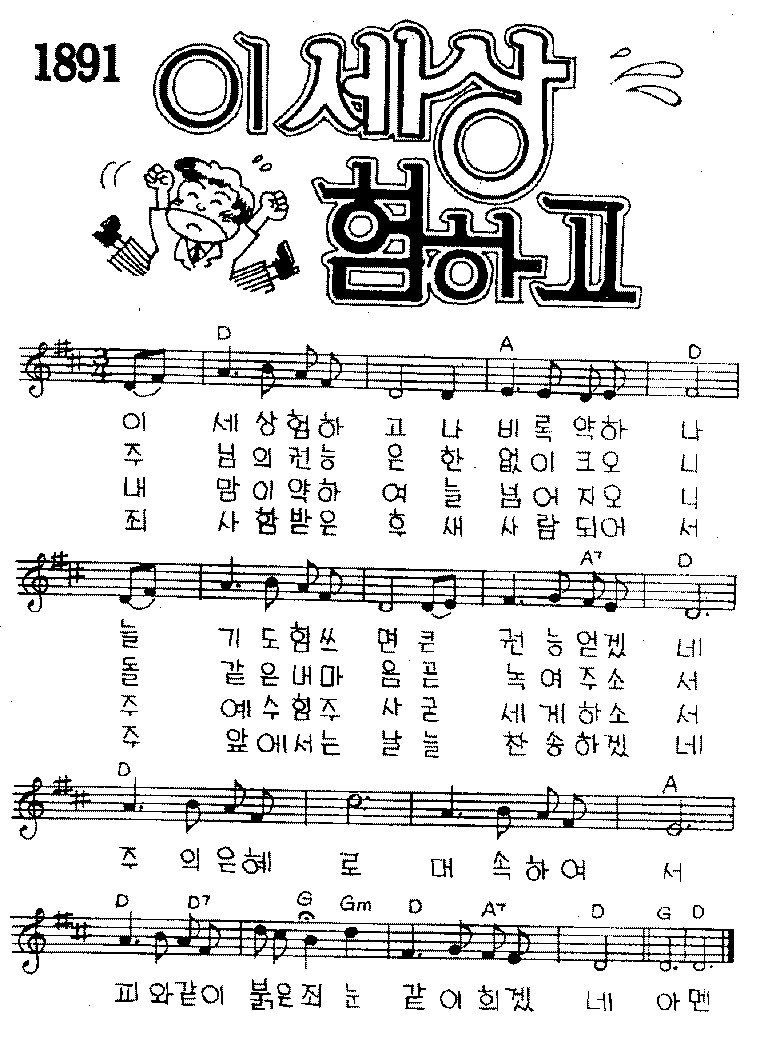 1891
이세상
험하고
D A D
이 세상험하 고 나 비록약하 나
주 님의권능 은 한 없이크오 니
내 맘이약하 여 늘 넘어지오 니
죄 사함받은 후 새 사람되어 서
A7 D
늘 기도힘쓰 면큰 권능얻겠 네
돌 같은내마 음곧 녹여주소 서
주 예수힘주 사굳 세게하소 서
주 앞에서는 날늘 찬송하겠 네
D A
주 의은혜 로 대 속하여 서
D D7 G Gm D A7 D G D
피와같이 붉은죄 눈 같이희겠 네 아멘